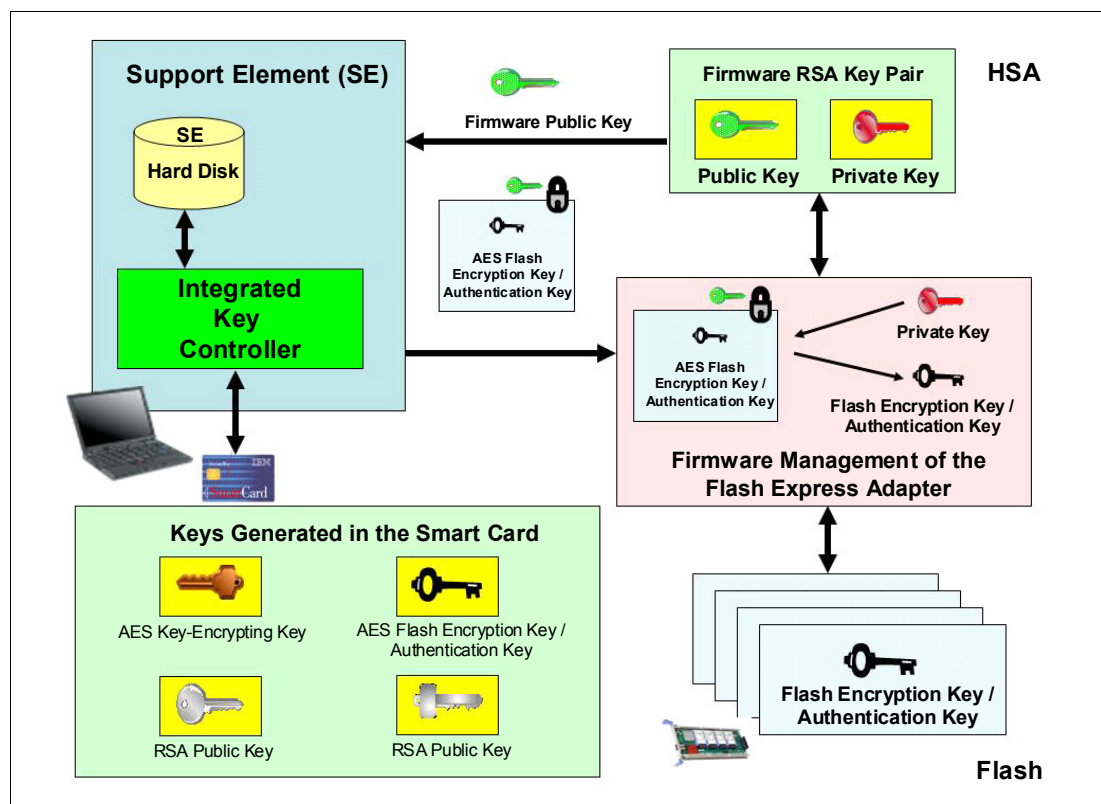 Support Element (SE)
SE
Hard Disk
Integrated
Key
Controller
Firmware Public Key
AES Flash
Encryption Key /
Authentication Key
Firmware RSA Key Pair
Public Key
Private Key
HSA
AES Flash
Encryption Key /
Authentication Key
Private Key
Flash Encryption Key /
Authentication Key
Firmware Management of the
Flash Express Adapter
IBM
SmartCard
Keys Generated in the Smart Card
AES Key-Encrypting Key
AES Flash Encryption Key /
Authentication Key
RSA Public Key
RSA Public Key
Flash Encryption Key /
Authentication Key
Flash